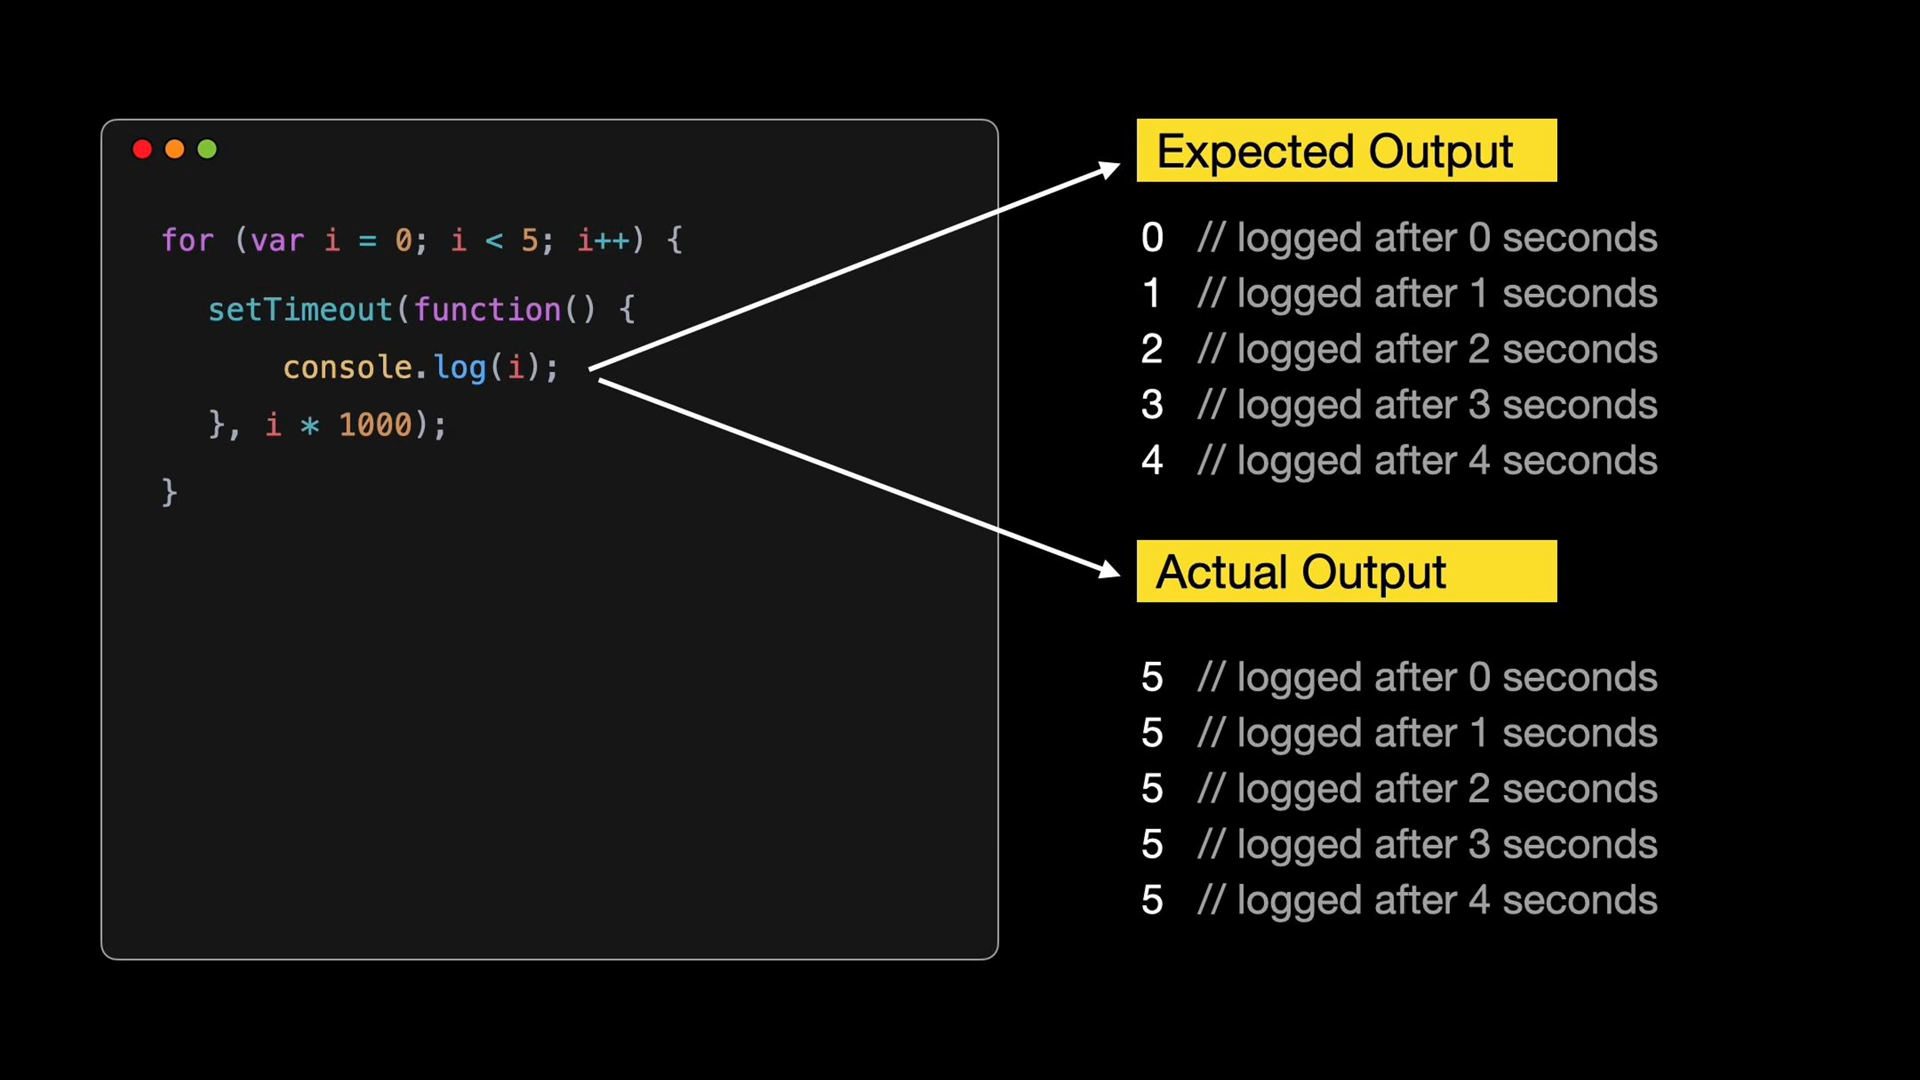 for (var i = 0; i < 5; i++) {
setTimeout(function() {
console.log(i);
}, i * 1000);
}
Expected Output
0 // logged after 0 seconds
1 // logged after 1 seconds
2 // logged after 2 seconds
3 // logged after 3 seconds
4 // logged after 4 seconds
Actual Output
5 // logged after 0 seconds
5 // logged after 1 seconds
5 // logged after 2 seconds
5 // logged after 3 seconds
5 // logged after 4 seconds